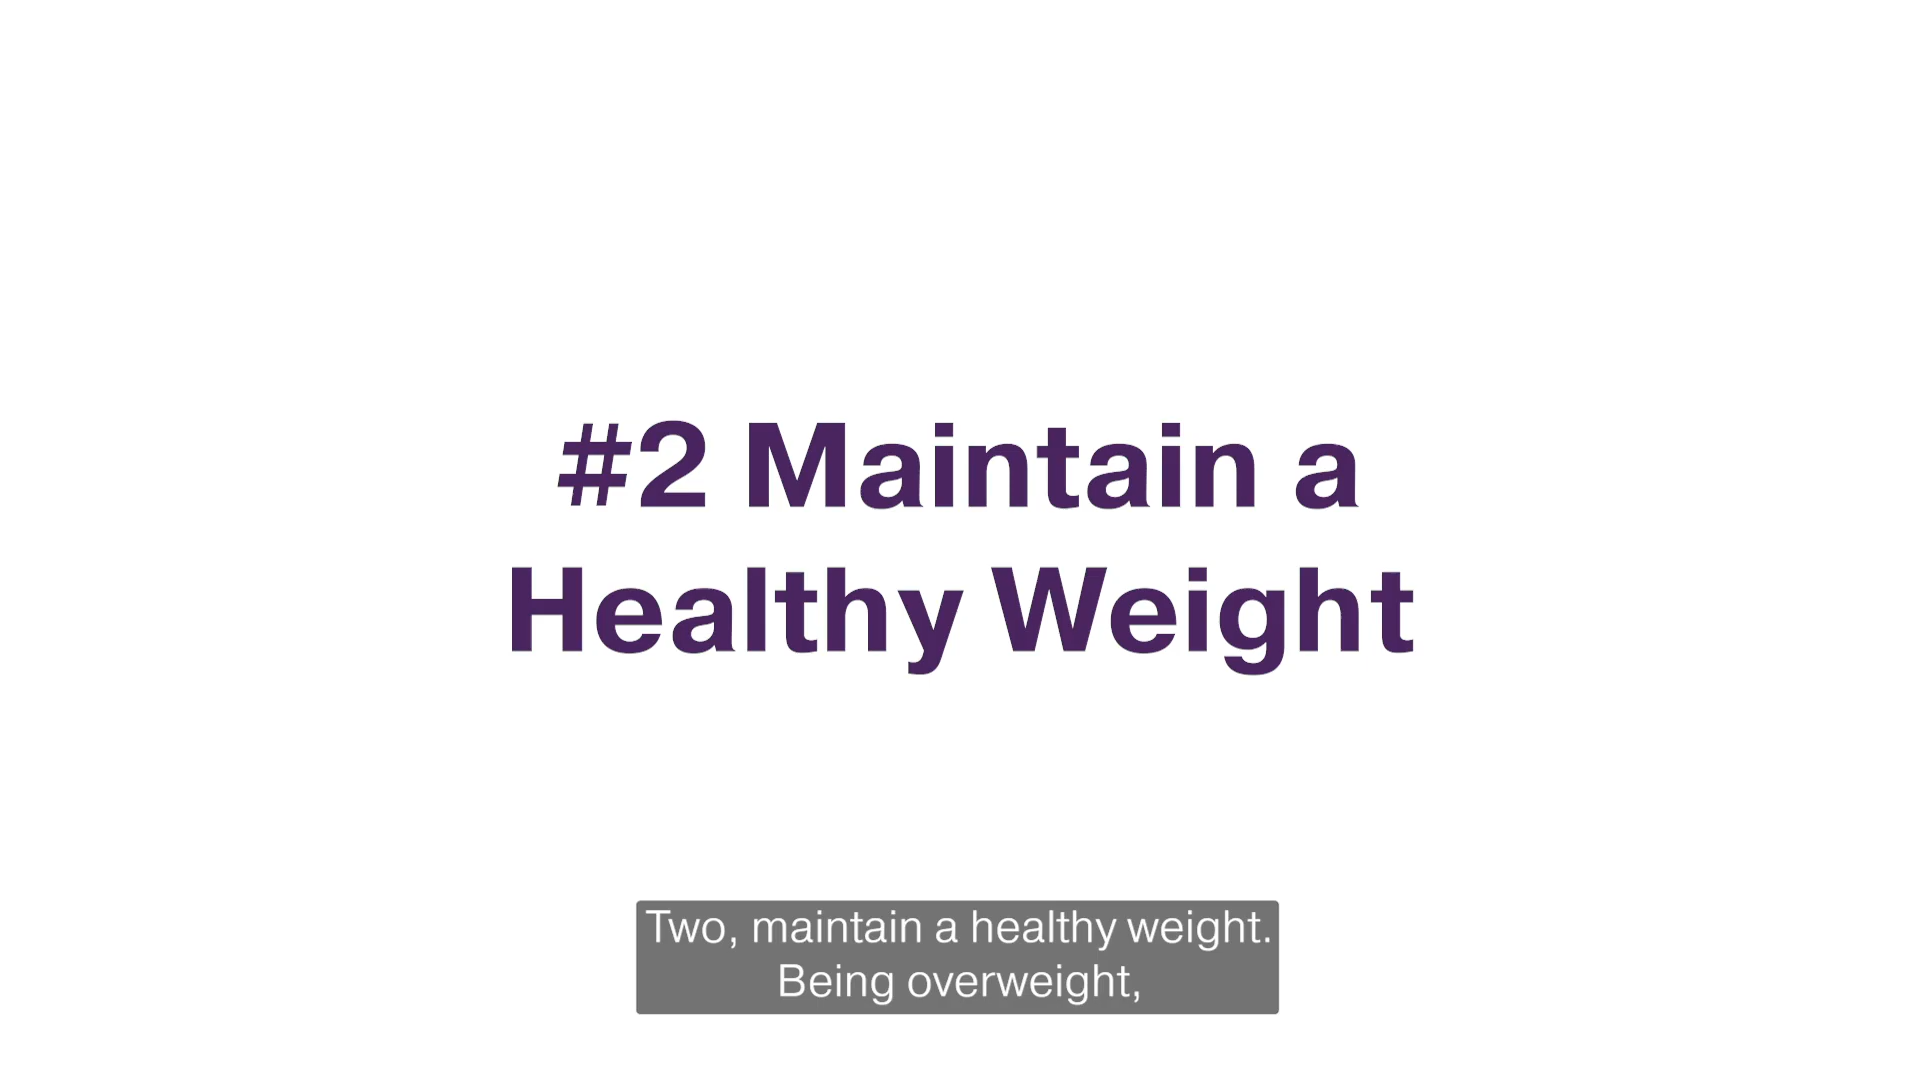 #2 Maintain a
Healthy Weight
Two, maintain a healthy weight.
Being overweight,